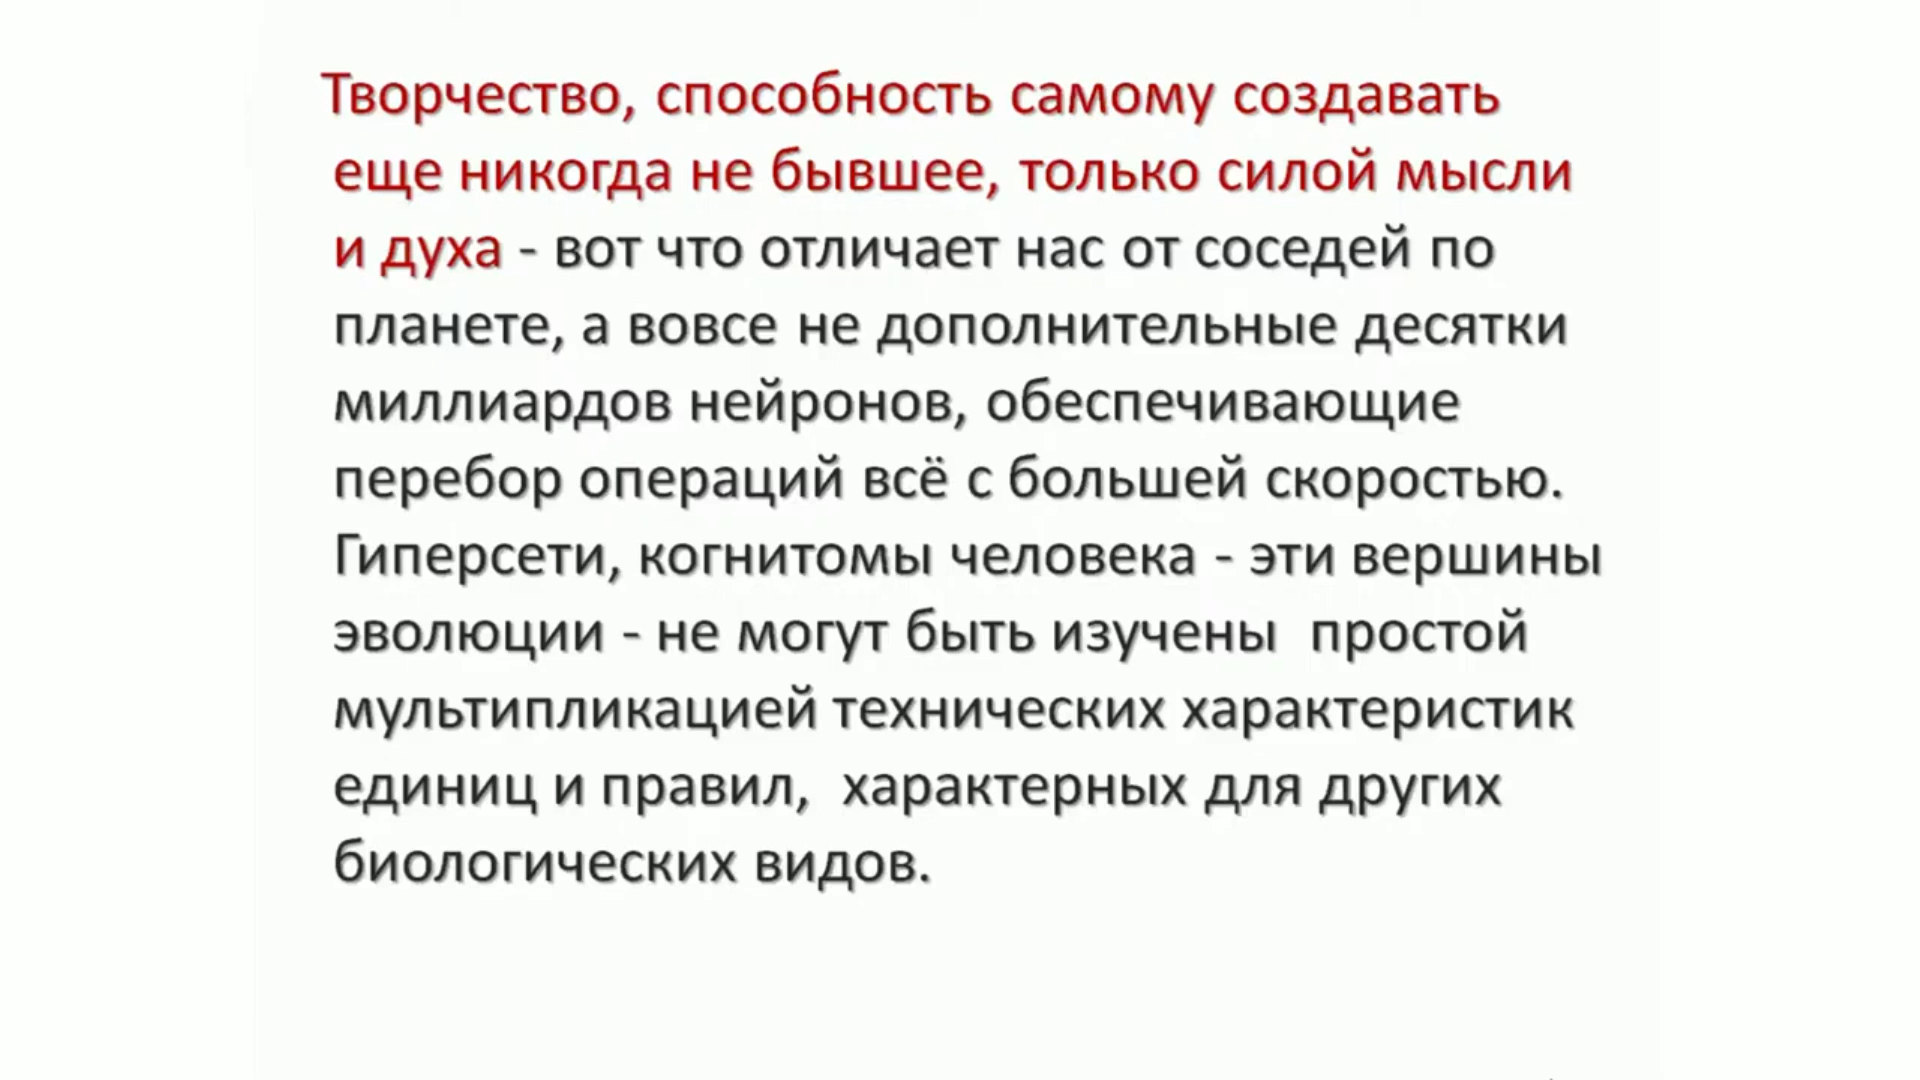 Творчество, способность самому создавать
еще никогда не бывшее, только силой мысли
и духа - вот что отличает нас от соседей по
планете, а вовсе не дополнительные десятки
миллиардов нейронов, обеспечивающие
перебор операций всё с большей скоростью.
Гиперсети, когнитомы человека - эти вершины
эволюции - не могут быть изучены  простой
мультипликацией технических характеристик
единиц и правил,  характерных для других
биологических видов.